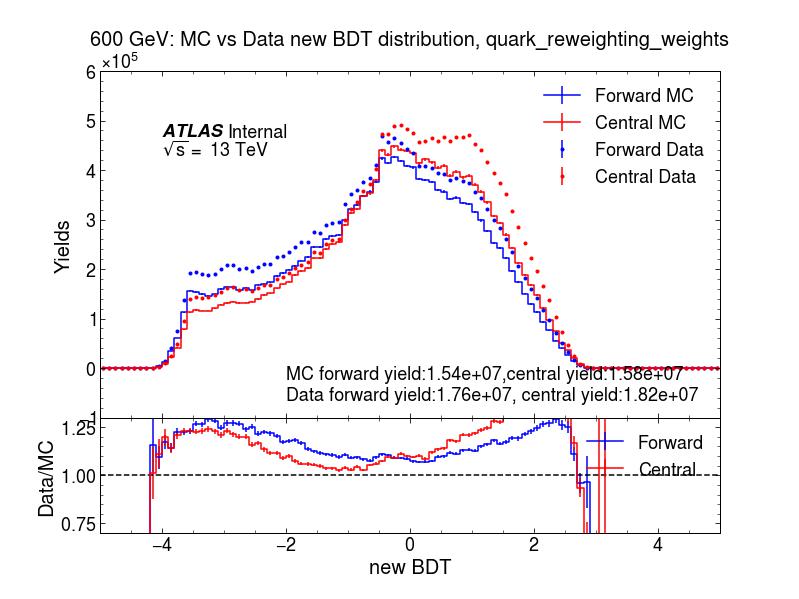 600 GeV: MC vs Data new BDT distribution, quark_reweighting_weights
×10⁵
6
5
4
3
2
1
0
1
Yields
ATLAS Internal
√s = 13 TeV
Forward MC
Central MC
Forward Data
Central Data
MC forward yield:1.54e+07,central yield:1.58e+07
Data forward yield:1.76e+07, central yield:1.82e+07
1.25
1.00
0.75
Data/MC
Forward
Central
−4
−2
0
2
4
new BDT